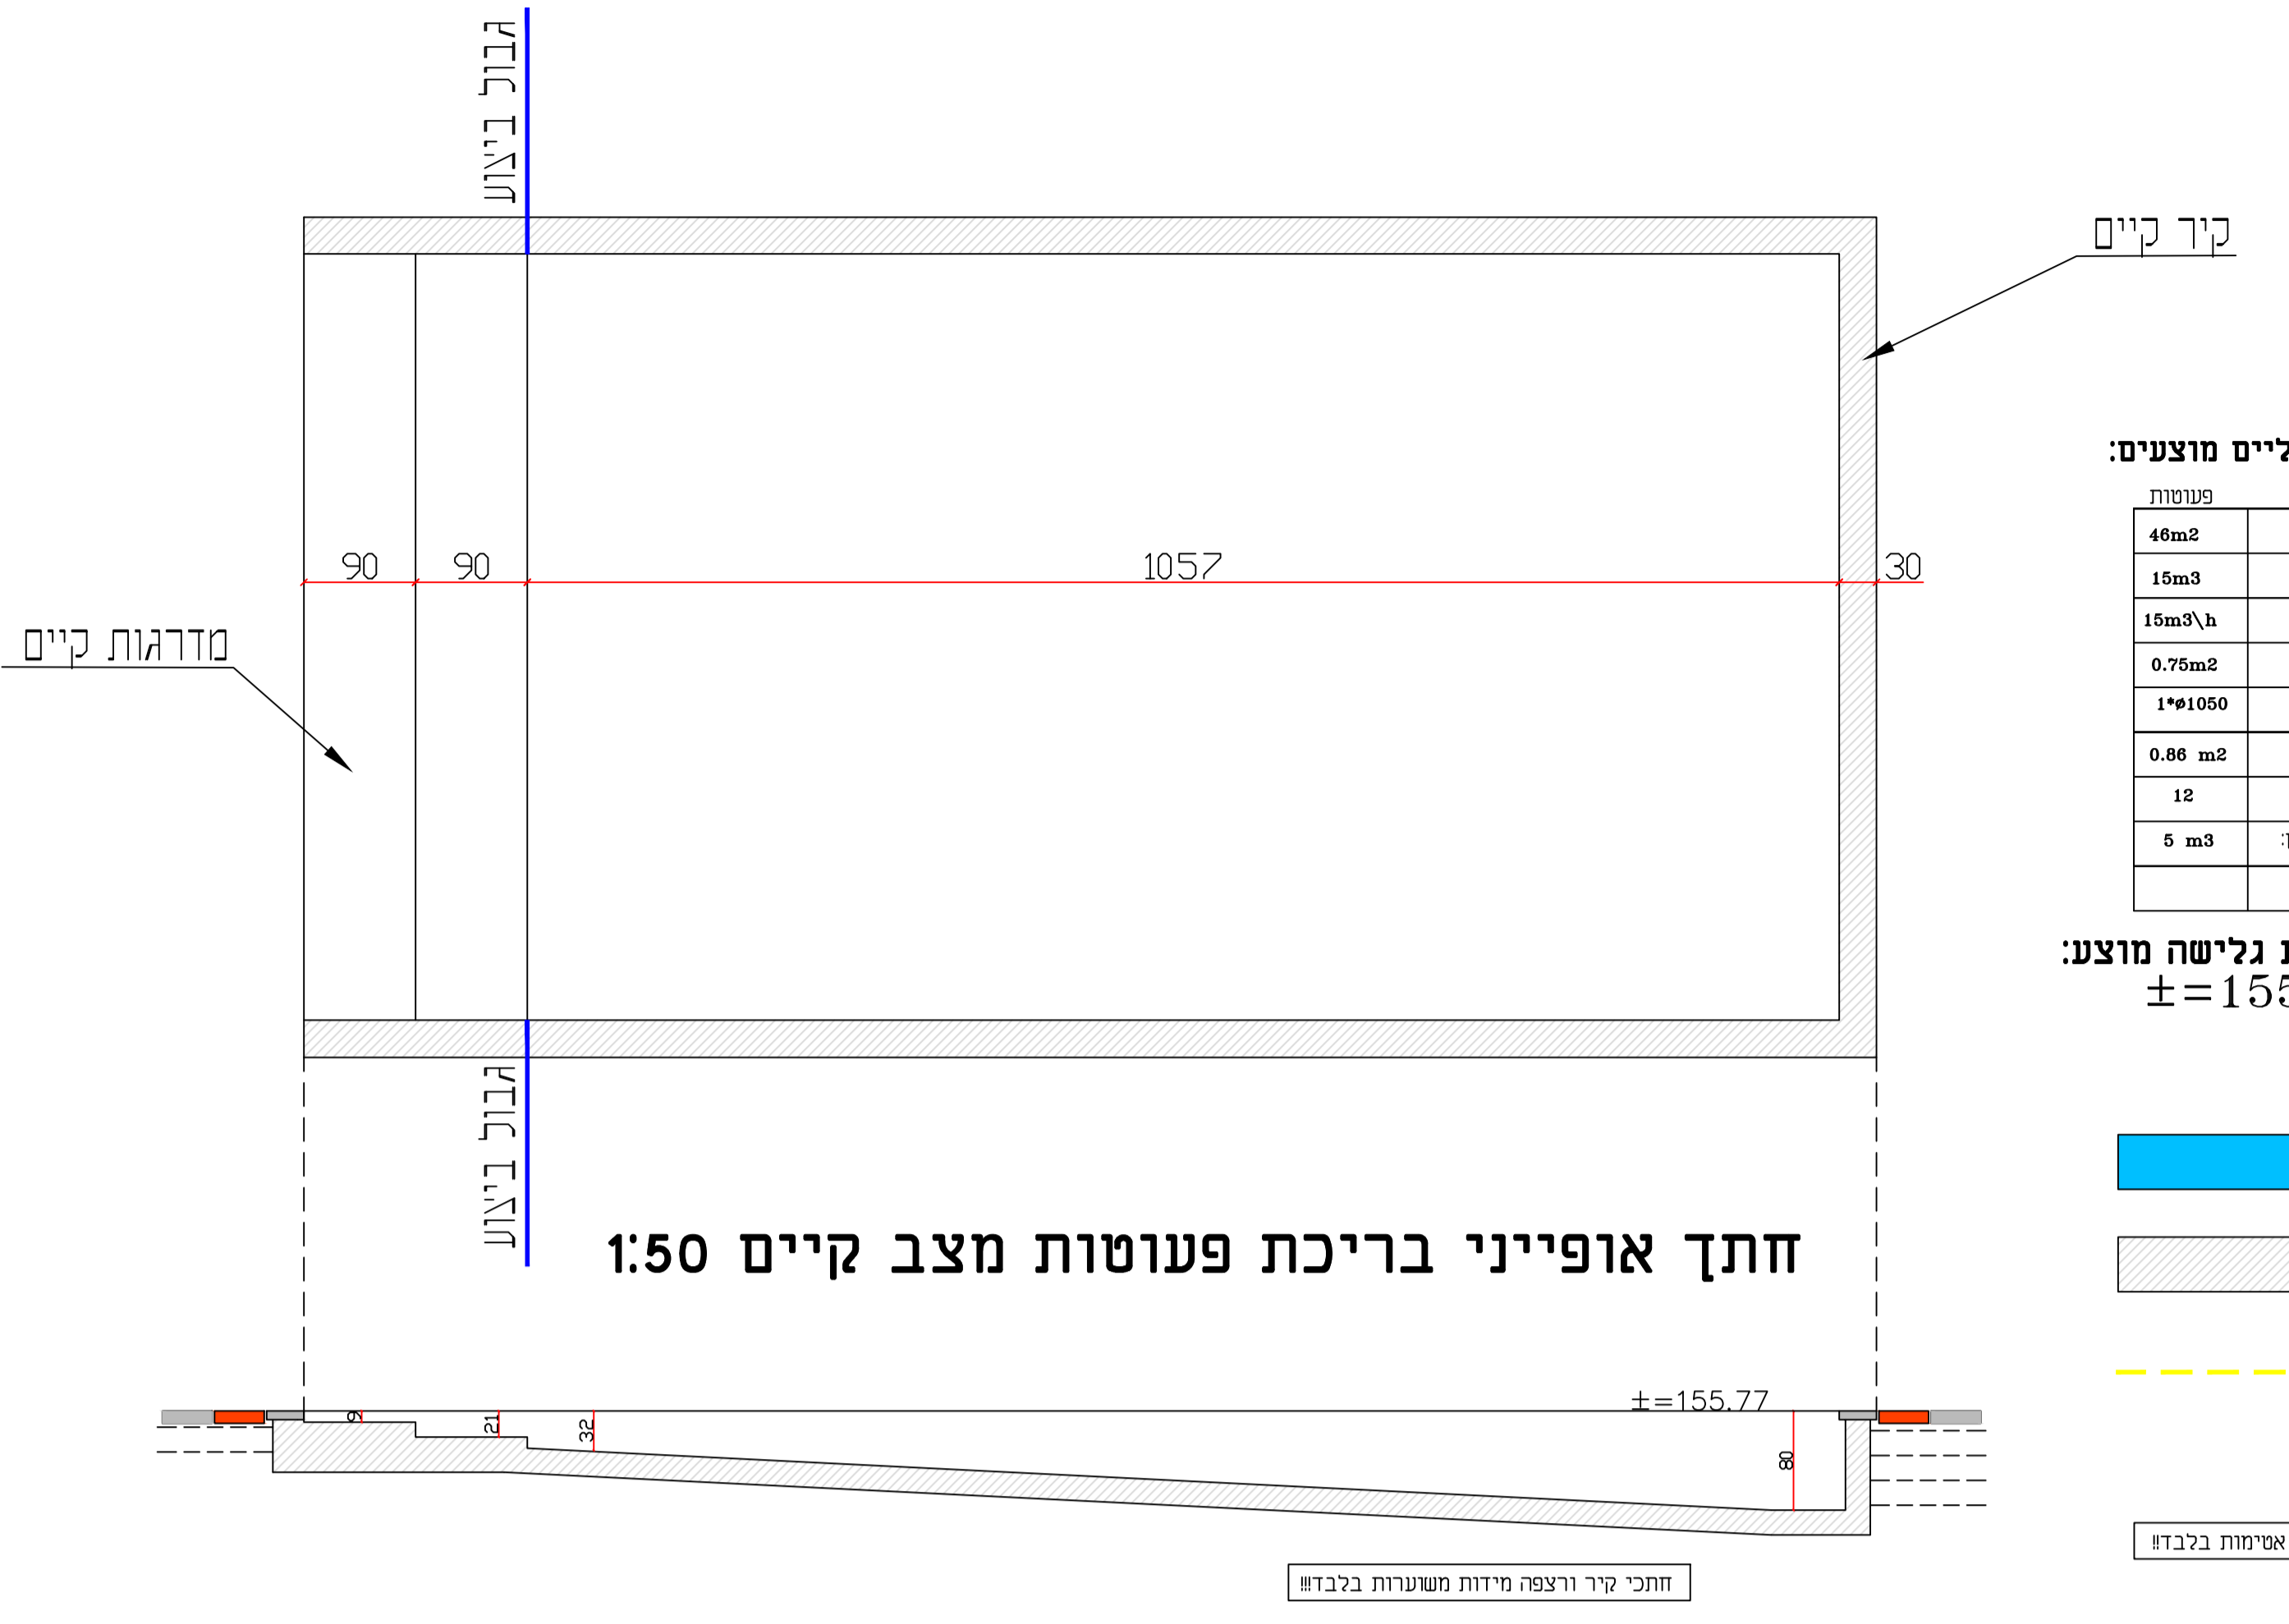 גבול ביצוע
קיר קיים
ליים מוצעים:
פעוטות
46m2
15m3
15m3\h
0.75m2
1*ø1050
0.86 m2
12
5 m3
90
90
1057
30
מדרגות קיים
ת גלישה מוצע:
±=155
גבול ביצוע
חתך אופייני בריכת פעוטות מצב קיים 1:50
±=155.77
9
21
32
80
אטימות בלבד!!
חתכי קיר ורצפה מידות משוערות בלבד!!!